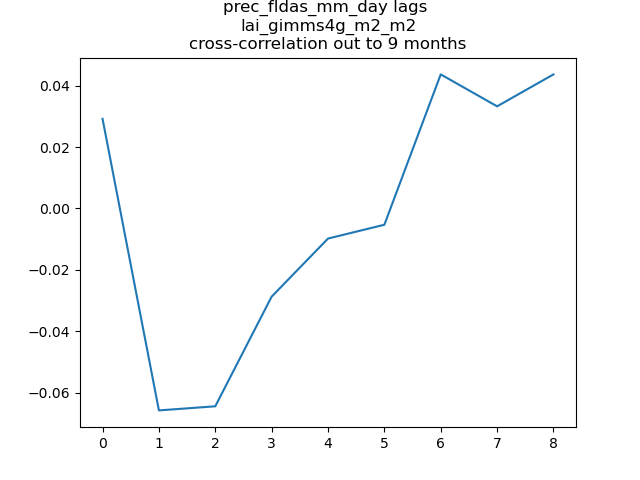 prec_fldas_mm_day lags
lai_gimms4g_m2_m2
cross-correlation out to 9 months
0.04
0.02
0.00
−0.02
−0.04
−0.06
0 1 2 3 4 5 6 7 8